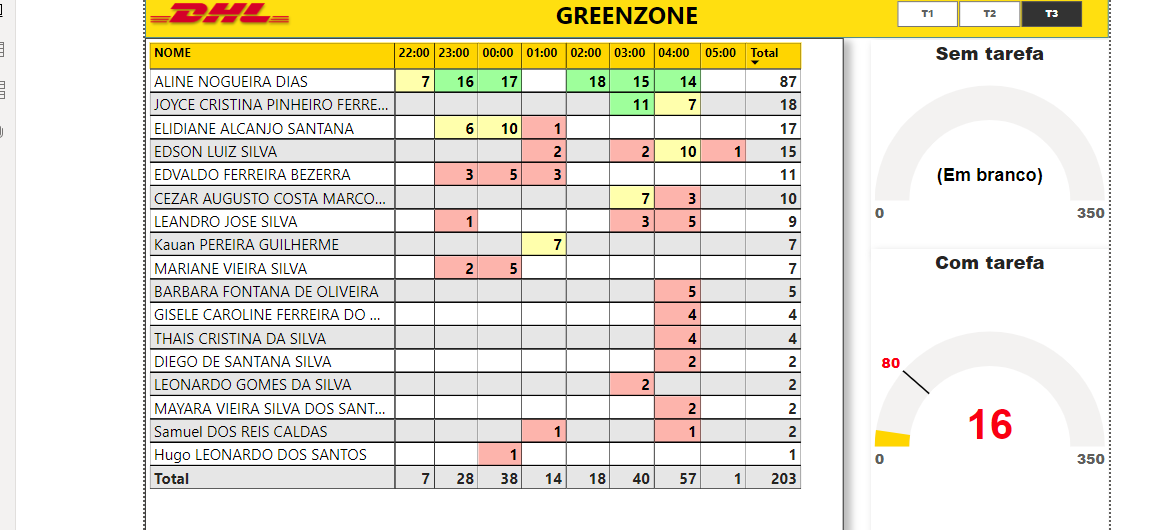 DHL GREENZONE T1 T2 T3
NOME 22:00 23:00 00:00 01:00 02:00 03:00 04:00 05:00 Total
ALINE NOGUEIRA DIAS 7 16 17 18 15 14 87
JOYCE CRISTINA PINHEIRO FERRE... 11 7 18
ELIDIANE ALCANJO SANTANA 6 10 1 17
EDSON LUIZ SILVA 2 2 10 1 15
EDVALDO FERREIRA BEZERRA 3 5 3 11
CEZAR AUGUSTO COSTA MARCO... 7 3 10
LEANDRO JOSE SILVA 1 3 5 9
Kauan PEREIRA GUILHERME 7 7
MARIANE VIEIRA SILVA 2 5 7
BARBARA FONTANA DE OLIVEIRA 5 5
GISELE CAROLINE FERREIRA DO ... 4 4
THAIS CRISTINA DA SILVA 4 4
DIEGO DE SANTANA SILVA 2 2
LEONARDO GOMES DA SILVA 2 2
MAYARA VIEIRA SILVA DOS SANT... 2 2
Samuel DOS REIS CALDAS 1 1 2
Hugo LEONARDO DOS SANTOS 1 1
Total 7 28 38 14 18 40 57 1 203
Sem tarefa
(Em branco)
0 350
Com tarefa
80
16
0 350